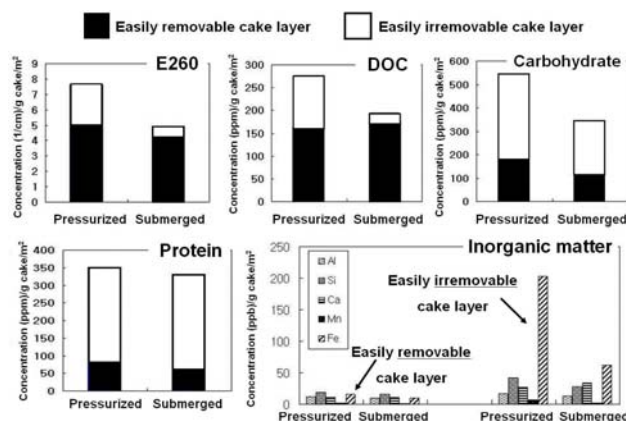 Easily removable cake layer
Easily irremovable cake layer
E260
Concentration (1/cm)/g cake/m²
9
8
7
6
5
4
3
2
1
0
Pressurized Submerged
DOC
Concentration (ppm)/g cake/m²
300
250
200
150
100
50
0
Pressurized Submerged
Carbohydrate
Concentration (ppm)/g cake/m²
600
500
400
300
200
100
0
Pressurized Submerged
Protein
Concentration (ppm)/g cake/m²
400
350
300
250
200
150
100
50
0
Pressurized Submerged
Inorganic matter
Concentration (ppb)/g cake/m²
250
200
150
100
50
0
Al
Si
Ca
Mn
Fe
Easily irremovable
cake layer
Easily removable
cake layer
Pressurized Submerged Pressurized Submerged